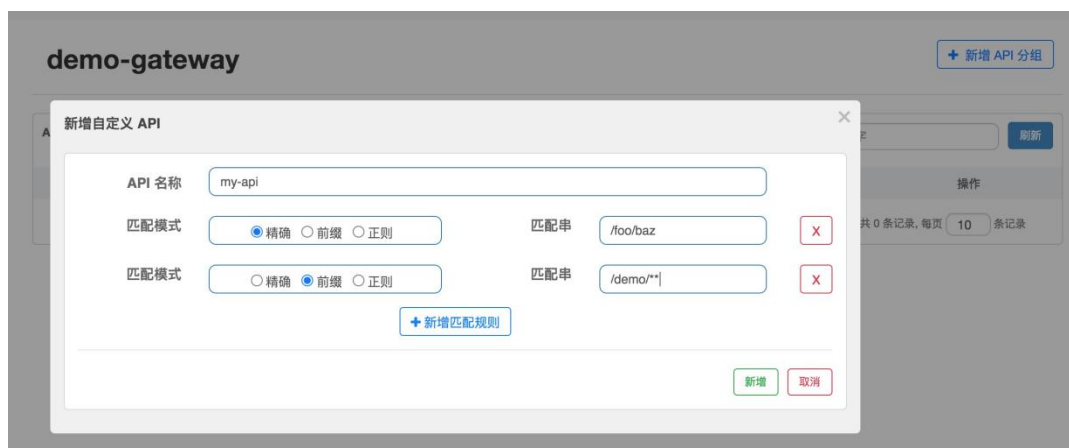 demo-gateway
+ 新增 API 分组
A
新增自定义 API
×
刷新
API 名称 my-api
操作
匹配模式 精确 前缀 正则 匹配串 /foo/baz X
共 0 条记录, 每页 10 条记录
匹配模式 精确 前缀 正则 匹配串 /demo/** X
+ 新增匹配规则
新增 取消